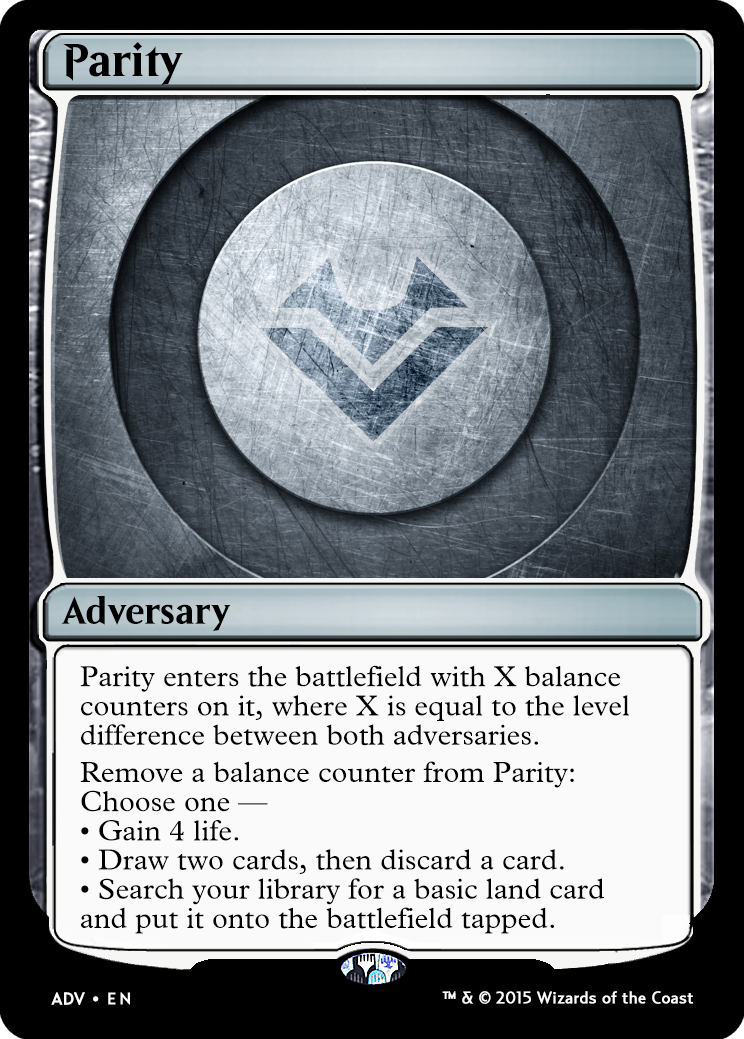 Parity
Adversary
Parity enters the battlefield with X balance
counters on it, where X is equal to the level
difference between both adversaries.
Remove a balance counter from Parity:
Choose one —
• Gain 4 life.
• Draw two cards, then discard a card.
• Search your library for a basic land card
and put it onto the battlefield tapped.
ADV • EN
™ & © 2015 Wizards of the Coast